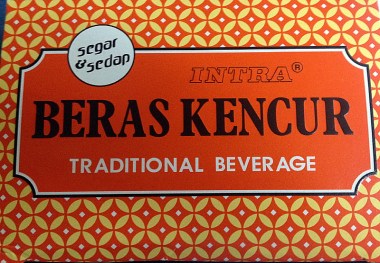 segar
& sedap
INTRA®
BERAS KENCUR
TRADITIONAL BEVERAGE